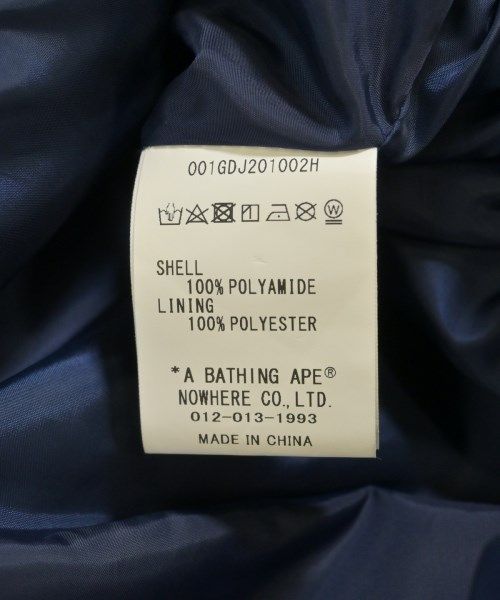 001GDJ201002H
W
SHELL
100% POLYAMIDE
LINING
100% POLYESTER
*A BATHING APE®
NOWHERE CO.,LTD.
012-013-1993
MADE IN CHINA